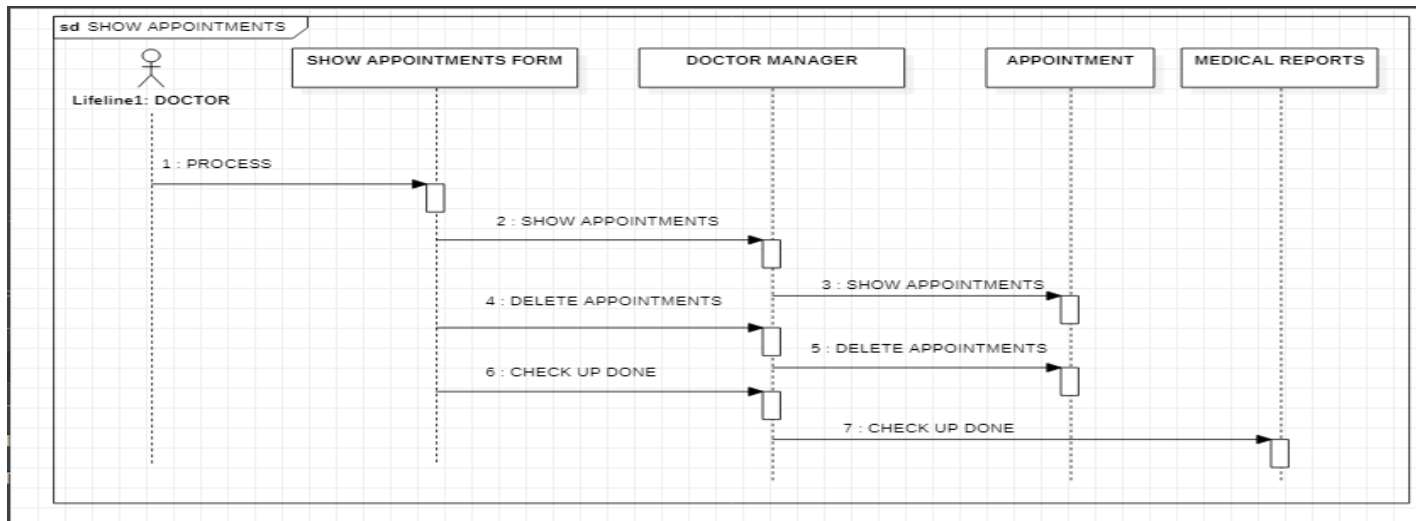 sd SHOW APPOINTMENTS
Lifeline1: DOCTOR
SHOW APPOINTMENTS FORM
DOCTOR MANAGER
APPOINTMENT
MEDICAL REPORTS
1 : PROCESS
2 : SHOW APPOINTMENTS
3 : SHOW APPOINTMENTS
4 : DELETE APPOINTMENTS
5 : DELETE APPOINTMENTS
6 : CHECK UP DONE
7 : CHECK UP DONE